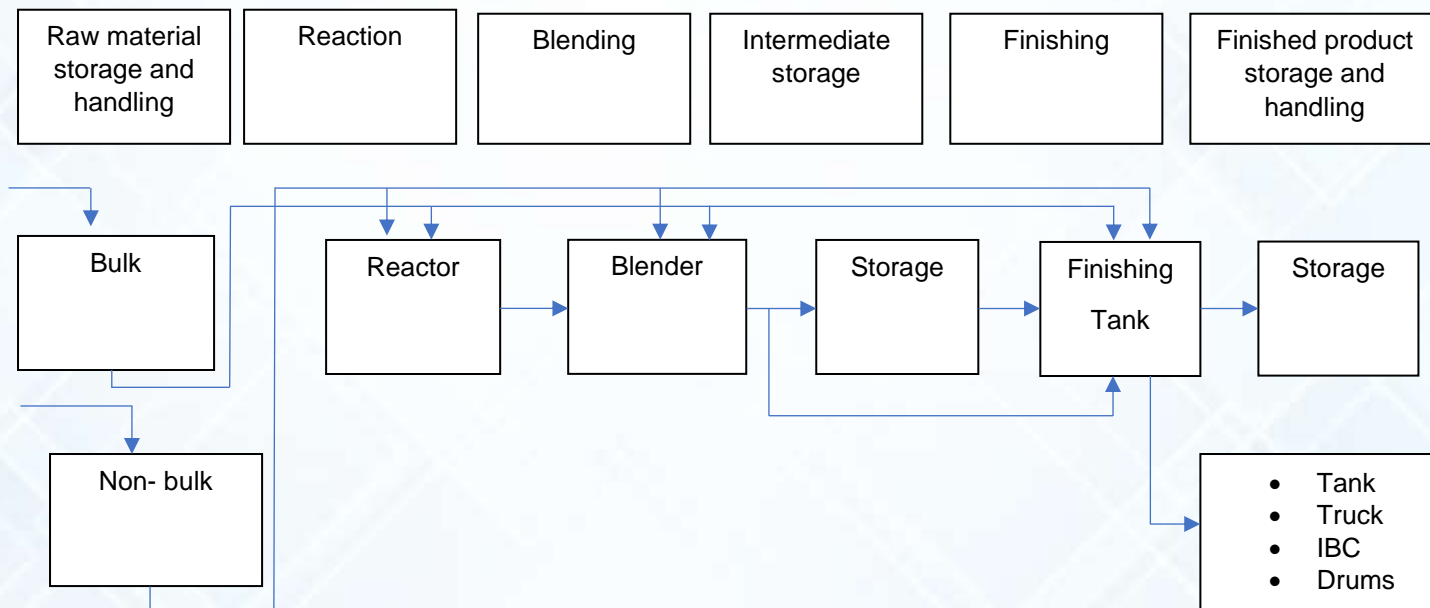 Raw material
storage and
handling
Reaction
Blending
Intermediate
storage
Finishing
Finished product
storage and
handling
Bulk
Reactor
Blender
Storage
Finishing
Tank
Storage
Non- bulk
• Tank
• Truck
• IBC
• Drums